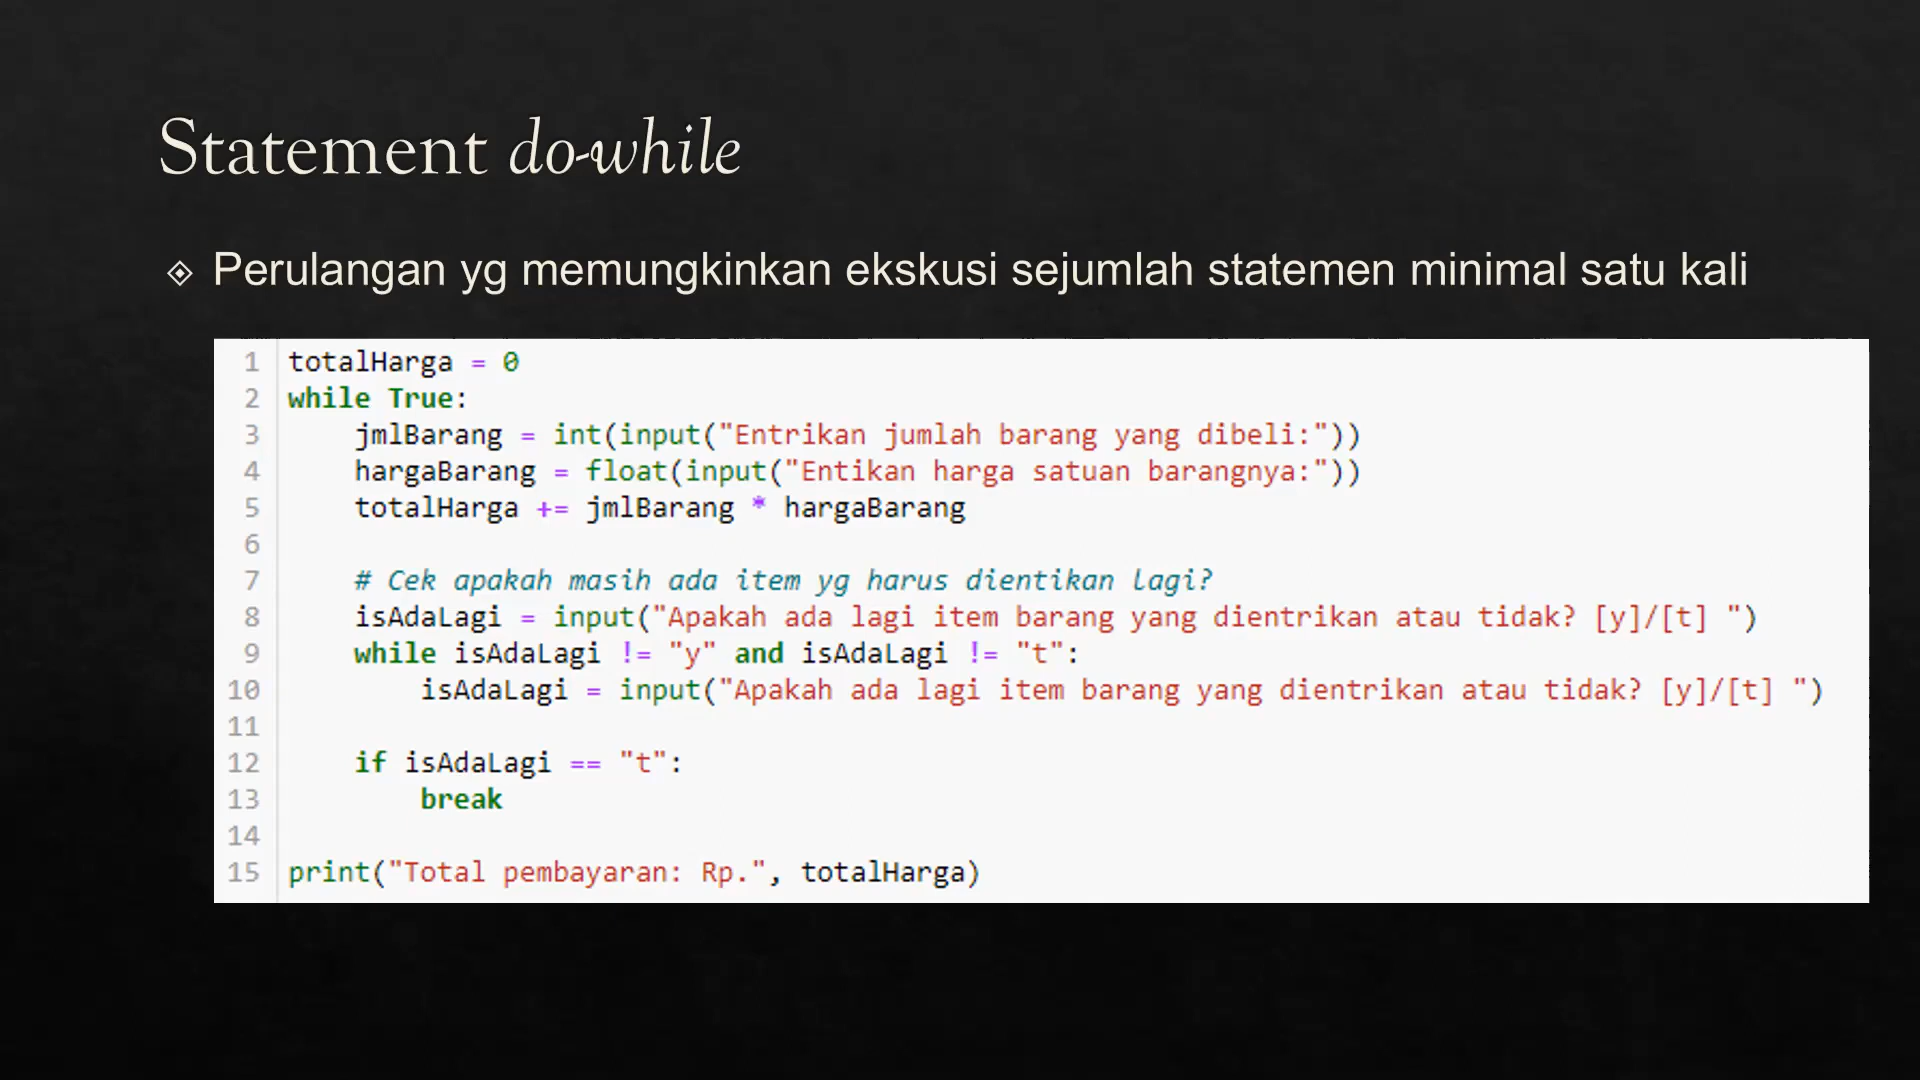 Statement do-while
Perulangan yg memungkinkan ekskusi sejumlah statemen minimal satu kali
1 totalHarga = 0
2 while True:
3     jmlBarang = int(input("Entrikan jumlah barang yang dibeli:"))
4     hargaBarang = float(input("Entikan harga satuan barangnya:"))
5     totalHarga += jmlBarang * hargaBarang
6
7     # Cek apakah masih ada item yg harus dientikan lagi?
8     isAdaLagi = input("Apakah ada lagi item barang yang dientrikan atau tidak? [y]/[t] ")
9     while isAdaLagi != "y" and isAdaLagi != "t":
10         isAdaLagi = input("Apakah ada lagi item barang yang dientrikan atau tidak? [y]/[t] ")
11
12     if isAdaLagi == "t":
13         break
14
15 print("Total pembayaran: Rp.", totalHarga)